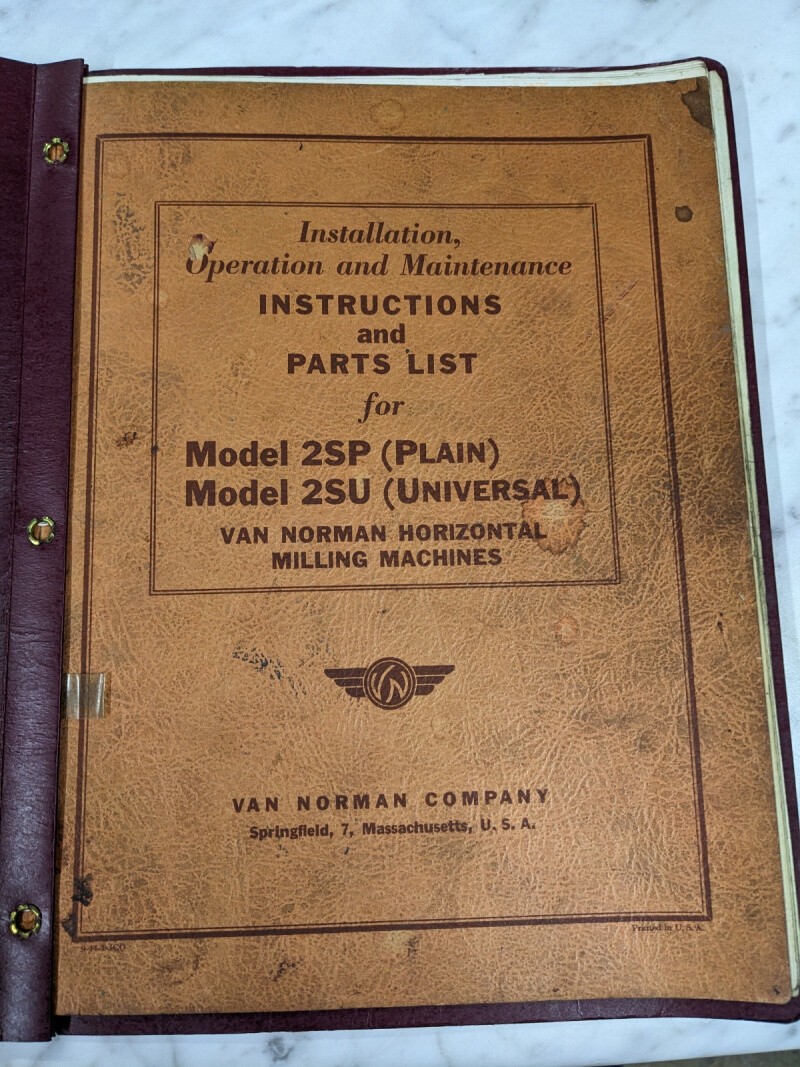 Installation,
Operation and Maintenance
INSTRUCTIONS
and
PARTS LIST
for
Model 2SP (PLAIN)
Model 2SU (UNIVERSAL)
VAN NORMAN HORIZONTAL
MILLING MACHINES
VN
VAN NORMAN COMPANY
Springfield, 7, Massachusetts, U. S. A.
Printed in U. S. A.